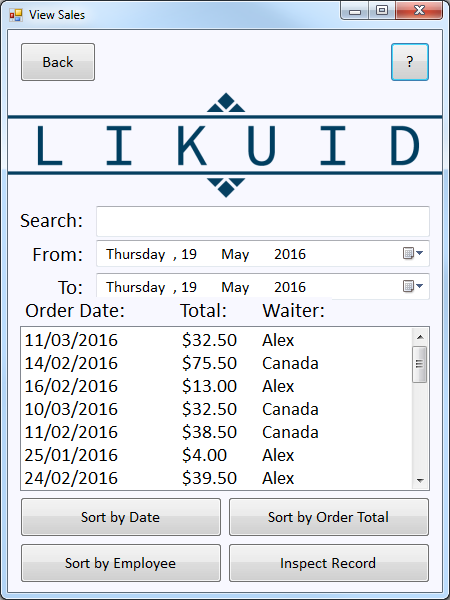 View Sales
Back
?
LIKUID
Search:
From: Thursday , 19 May 2016
To: Thursday , 19 May 2016
Order Date: Total: Waiter:
11/03/2016 $32.50 Alex
14/02/2016 $75.50 Canada
16/02/2016 $13.00 Alex
10/03/2016 $32.50 Canada
11/02/2016 $38.50 Canada
25/01/2016 $4.00 Alex
24/02/2016 $39.50 Alex
Sort by Date
Sort by Order Total
Sort by Employee
Inspect Record